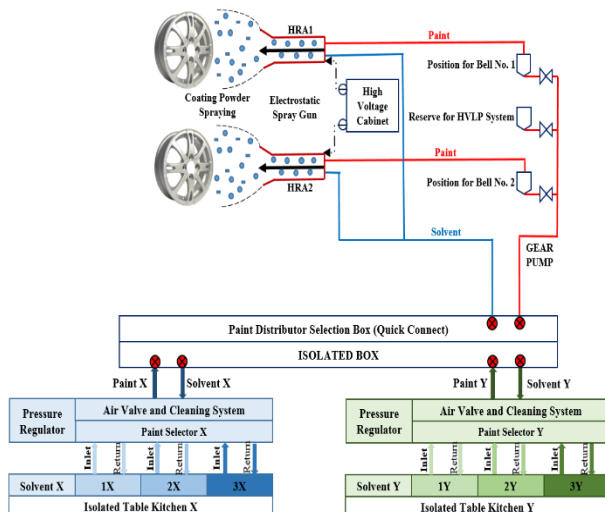 HRA1
Paint
Position for Bell No. 1
Coating Powder
Spraying
Electrostatic
Spray Gun
High
Voltage
Cabinet
Reserve for HVLP System
Paint
Position for Bell No. 2
HRA2
Solvent
GEAR
PUMP
Paint Distributor Selection Box (Quick Connect)
ISOLATED BOX
Paint X
Solvent X
Paint Y
Solvent Y
Pressure
Regulator
Air Valve and Cleaning System
Paint Selector X
Inlet
Return
Inlet
Return
Inlet
Return
Solvent X
1X
2X
3X
Isolated Table Kitchen X
Pressure
Regulator
Air Valve and Cleaning System
Paint Selector Y
Inlet
Return
Inlet
Return
Inlet
Return
Solvent Y
1Y
2Y
3Y
Isolated Table Kitchen Y